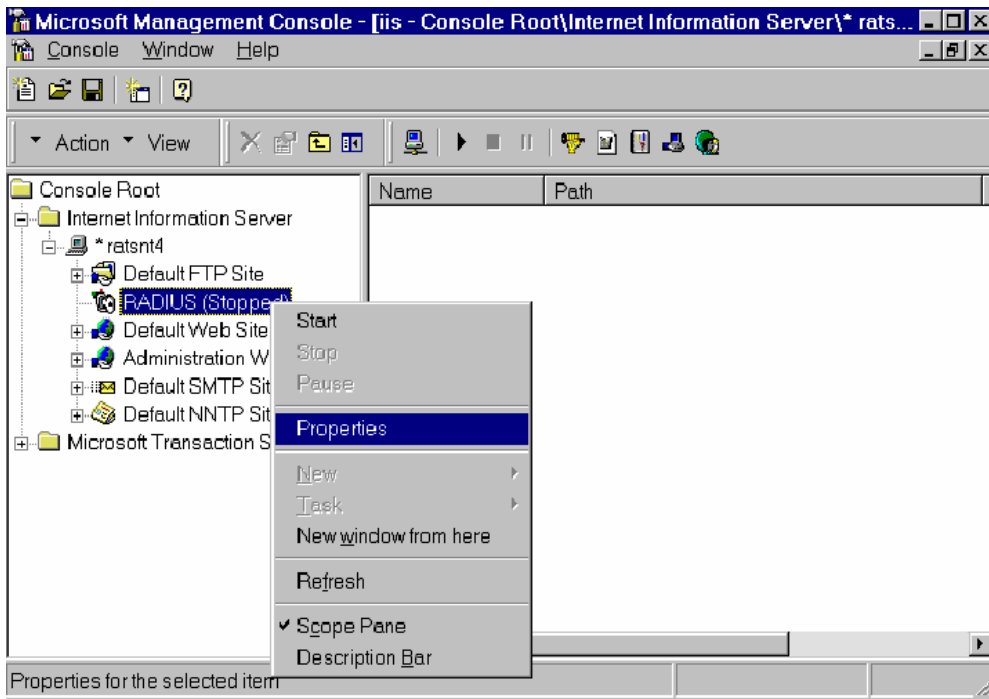 Microsoft Management Console - [iis - Console Root\Internet Information Server\* rats...
Console Window Help
Action View
Console Root
Internet Information Server
* ratsnt4
Default FTP Site
RADIUS (Stopped)
Default Web Site
Administration W
Default SMTP Sit
Default NNTP Sit
Microsoft Transaction S
Name Path
Start
Stop
Pause
Properties
New
Task
New window from here
Refresh
Scope Pane
Description Bar
Properties for the selected item